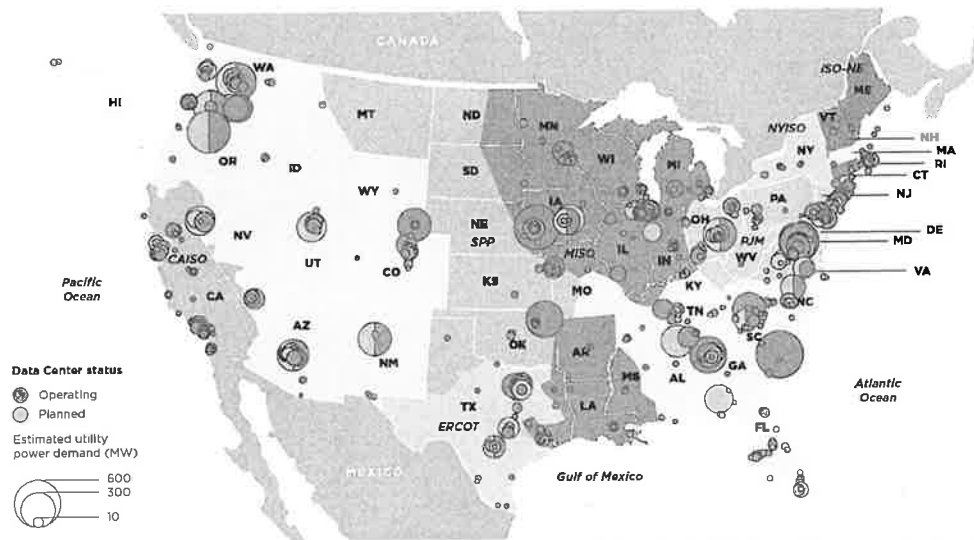 CANADA
ISO-NE
WA
ME
HI
MT
ND
MN
VT
NYISO
NH
OR
ID
SD
WI
MI
NY
MA
RI
WY
CT
PA
NJ
IA
NE
OH
NV
SPP
PJM
DE
MD
CAISO
UT
CO
MISO
IL
IN
WV
VA
Pacific
Ocean
KS
MO
KY
CA
NC
TN
AZ
SC
OK
AR
NM
Data Center status
GA
MS
AL
Operating
Atlantic
Ocean
TX
LA
Planned
ERCOT
FL
Estimated utility
power demand (MW)
MEXICO
Gulf of Mexico
600
300
10